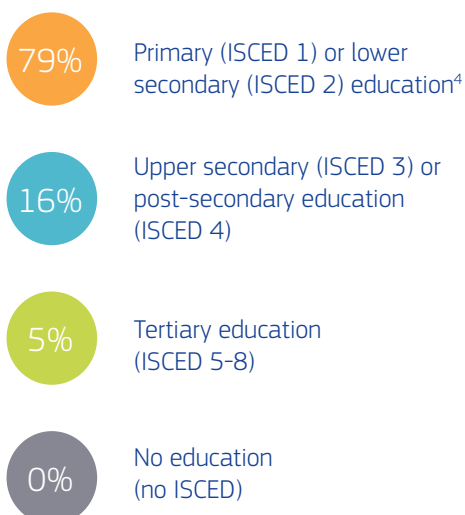 79%
Primary (ISCED 1) or lower
secondary (ISCED 2) education⁴
16%
Upper secondary (ISCED 3) or
post-secondary education
(ISCED 4)
5%
Tertiary education
(ISCED 5-8)
0%
No education
(no ISCED)